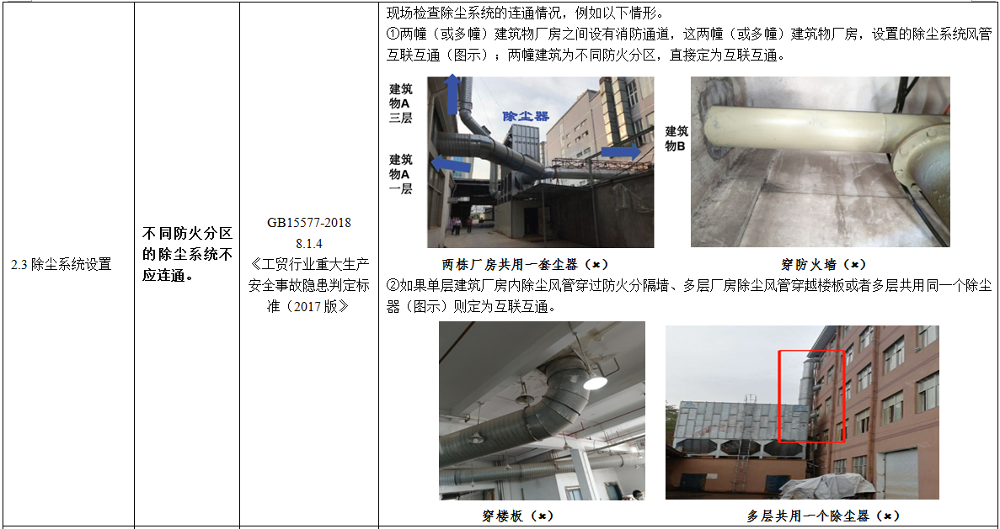 2.3 除尘系统设置
不同防火分区
的除尘系统不
应连通。
GB15577-2018
8.1.4
《工贸行业重大生产
安全事故隐患判定标
准（2017 版》
现场检查除尘系统的连通情况，例如以下情形。
①两幢（或多幢）建筑物厂房之间设有消防通道，这两幢（或多幢）建筑物厂房，设置的除尘系统风管
互联互通（图示）；两幢建筑为不同防火分区，直接定为互联互通。
建筑
物A
三层
除尘器
建筑
物A
一层
建筑
物B
两栋厂房共用一套尘器（×）
穿防火墙（×）
②如果单层建筑厂房内除尘风管穿过防火分隔墙、多层厂房除尘风管穿越楼板或者多层共用同一个除尘
器（图示）则定为互联互通。
穿楼板（×）
多层共用一个除尘器（×）